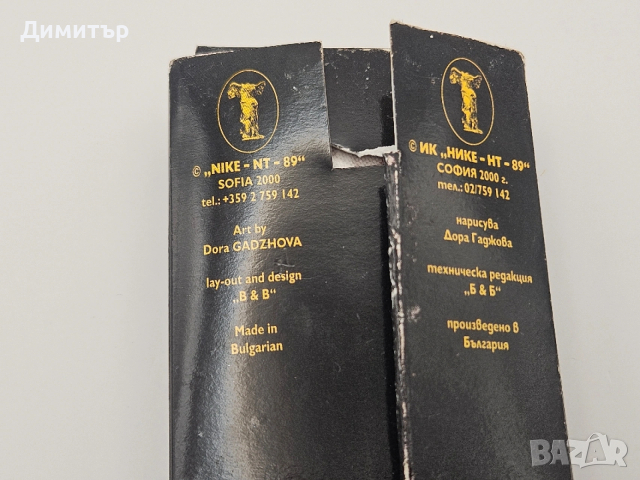 Димитър
© „NIKE - NT - 89“
SOFIA 2000
tel.: +359 2 759 142
Art by
Dora GADZHOVA
lay-out and design
„B & B“
Made in
Bulgarian
© ИК „НИКЕ - НТ - 89“
СОФИЯ 2000 г.
тел.: 02/759 142
нарисува
Дора Гаджова
техническа редакция
„Б & Б“
произведено в
България
BAZAR